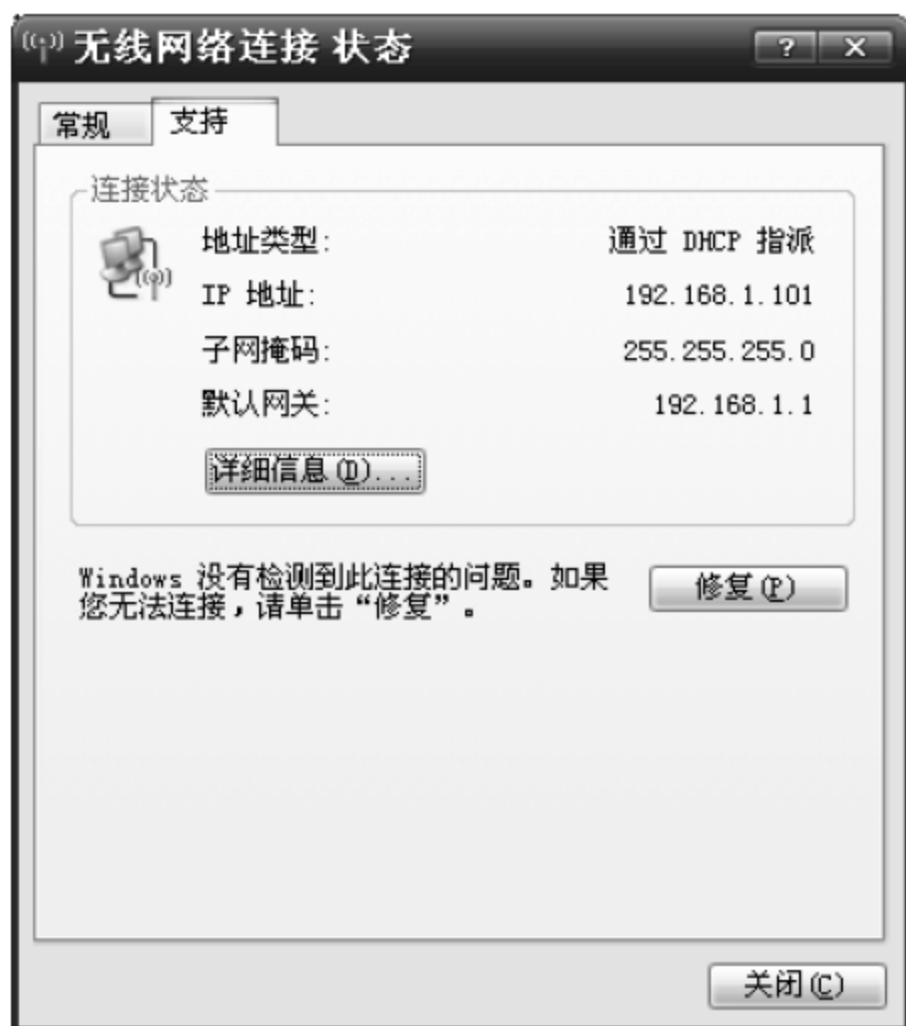 无线网络连接 状态
常规
支持
连接状态
地址类型: 通过 DHCP 指派
IP 地址: 192.168.1.101
子网掩码: 255.255.255.0
默认网关: 192.168.1.1
详细信息(D)...
Windows 没有检测到此连接的问题。如果
您无法连接,请单击“修复”。
修复(P)
关闭(C)